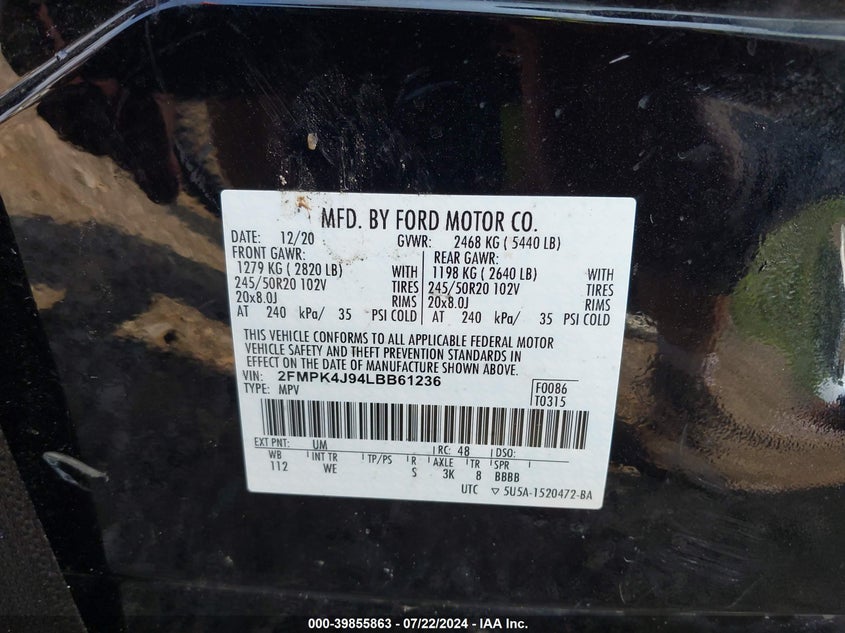 MFD. BY FORD MOTOR CO.
DATE: 12/20 GVWR: 2468 KG ( 5440 LB)
FRONT GAWR: REAR GAWR:
1279 KG ( 2820 LB) WITH 1198 KG ( 2640 LB) WITH
245/50R20 102V TIRES 245/50R20 102V TIRES
20x8.0J RIMS 20x8.0J RIMS
AT 240 kPa/ 35 PSI COLD AT 240 kPa/ 35 PSI COLD
THIS VEHICLE CONFORMS TO ALL APPLICABLE FEDERAL MOTOR
VEHICLE SAFETY AND THEFT PREVENTION STANDARDS IN
EFFECT ON THE DATE OF MANUFACTURE SHOWN ABOVE.
VIN: 2FMPK4J94LBB61236 F0086
TYPE: MPV T0315
EXT PNT: UM RC: 48 DSO:
WB INT TR TP/PS R AXLE TR SPR
112 WE S 3K 8 BBBB
UTC ▽ 5U5A-1520472-BA
000-39855863 - 07/22/2024 - IAA Inc.